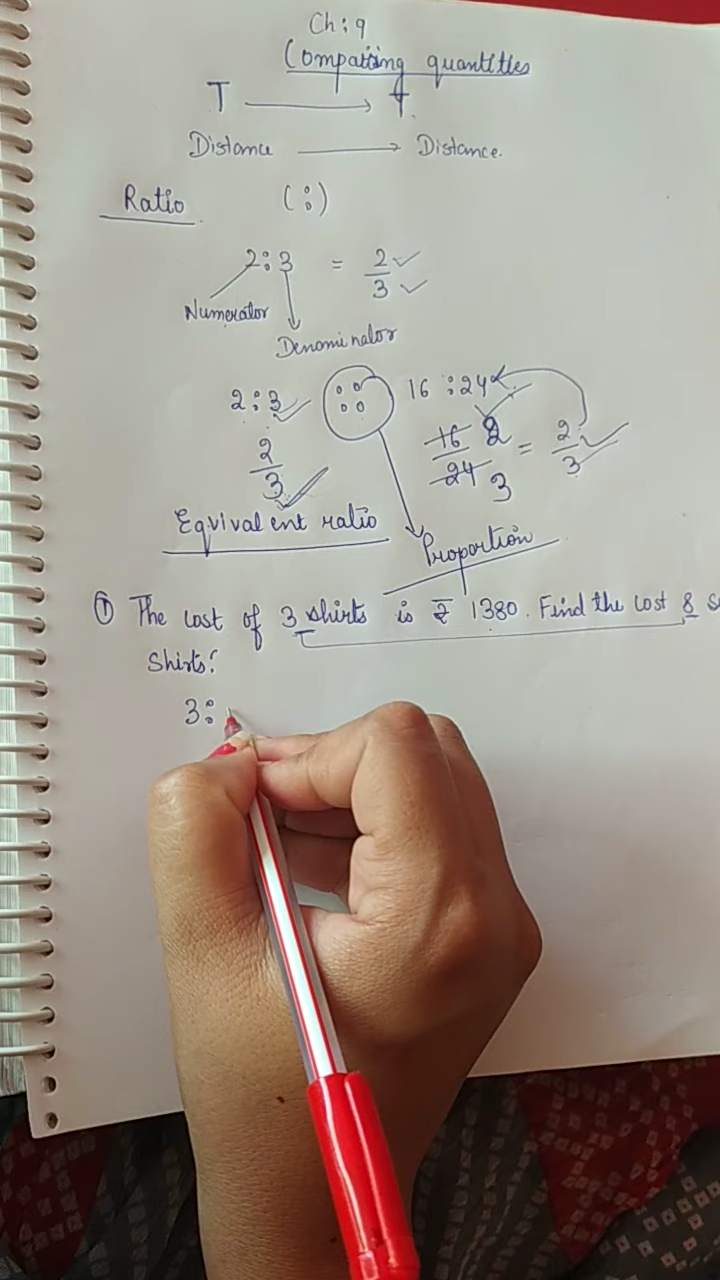 Ch: 9
Comparing quantities
T → T
Distance → Distance.
Ratio (:)
2:3 = 2/3
Numerator
Denominator
2:3 :: 16:24
2/3 16/24 2/3 = 2/3
Equivalent ratio
Proportion
① The cost of 3 shirts is ₹ 1380. Find the cost 8
shirts?
3: